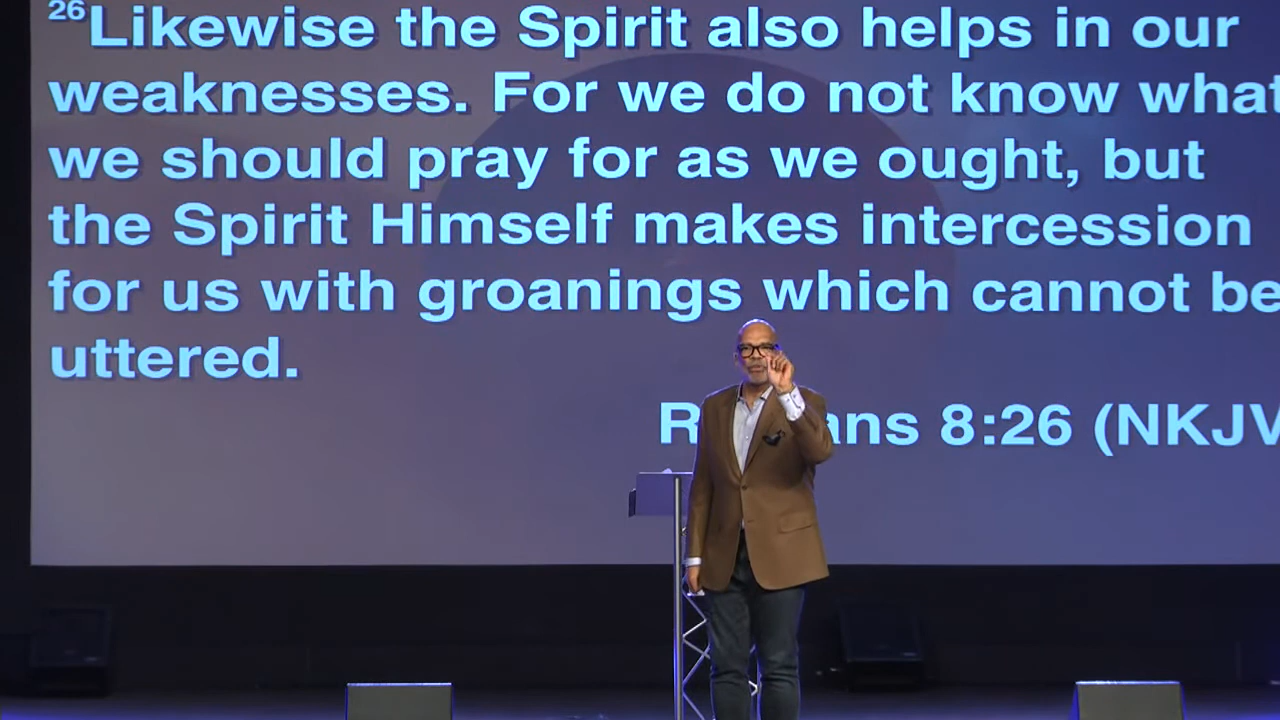 26Likewise the Spirit also helps in our
weaknesses. For we do not know what
we should pray for as we ought, but
the Spirit Himself makes intercession
for us with groanings which cannot be
uttered.
8:26 (NKJV